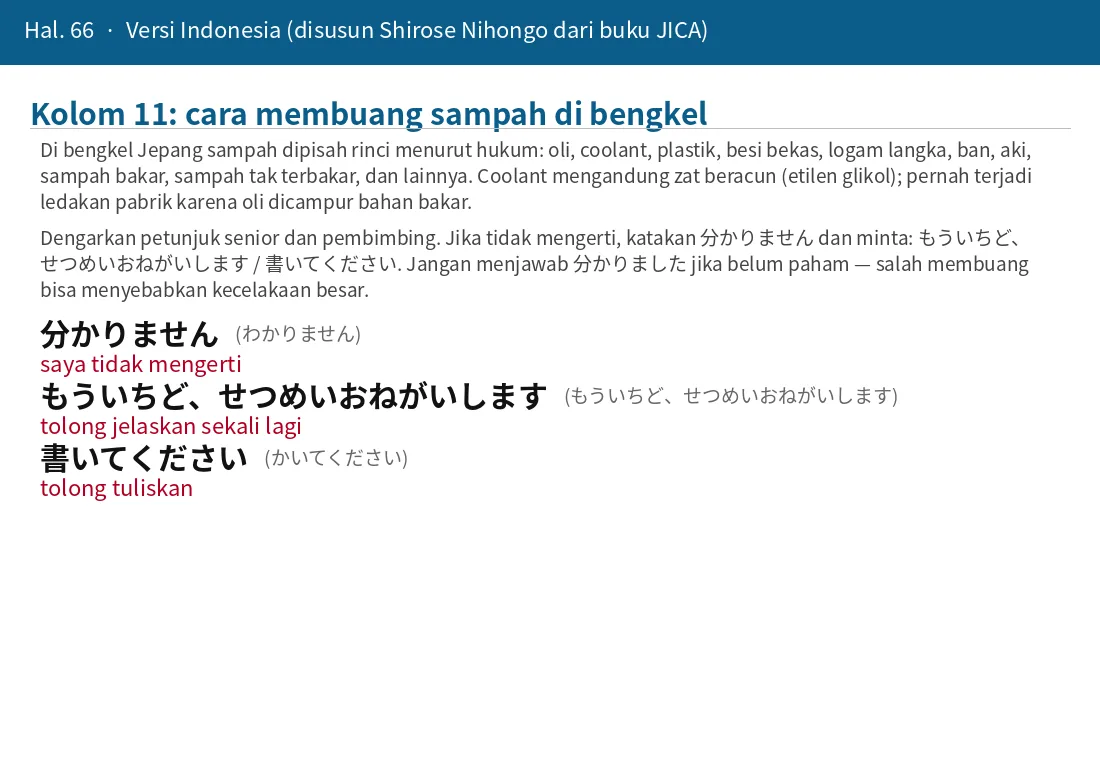 Hal. 66 · Versi Indonesia (disusun Shirose Nihongo dari buku JICA)
Kolom 11: cara membuang sampah di bengkel
Di bengkel Jepang sampah dipisah rinci menurut hukum: oli, coolant, plastik, besi bekas, logam langka, ban, aki,
sampah bakar, sampah tak terbakar, dan lainnya. Coolant mengandung zat beracun (etilen glikol); pernah terjadi
ledakan pabrik karena oli dicampur bahan bakar.
Dengarkan petunjuk senior dan pembimbing. Jika tidak mengerti, katakan 分かりません dan minta: もういちど、
せつめいおねがいします / 書いてください. Jangan menjawab 分かりました jika belum paham — salah membuang
bisa menyebabkan kecelakaan besar.
分かりません (わかりません)
saya tidak mengerti
もういちど、せつめいおねがいします (もういちど、せつめいおねがいします)
tolong jelaskan sekali lagi
書いてください (かいてください)
tolong tuliskan